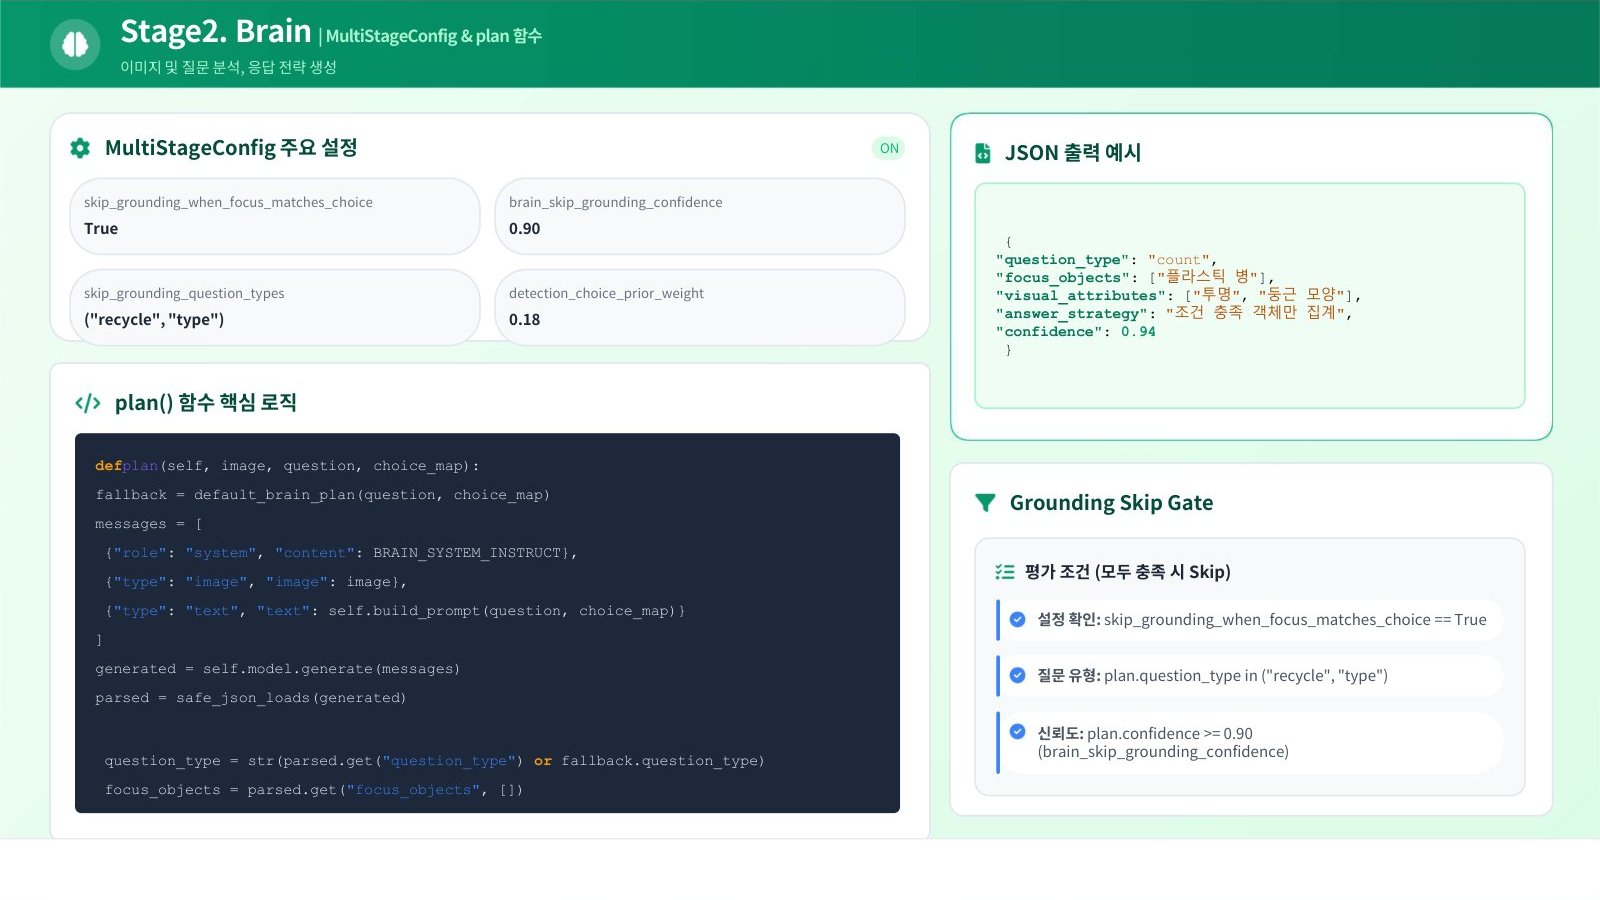 Stage2. Brain | MultiStageConfig & plan 함수
이미지 및 질문 분석, 응답 전략 생성
MultiStageConfig 주요 설정
ON
skip_grounding_when_focus_matches_choice
True
brain_skip_grounding_confidence
0.90
skip_grounding_question_types
("recycle", "type")
detection_choice_prior_weight
0.18
plan() 함수 핵심 로직
defplan(self, image, question, choice_map):
fallback = default_brain_plan(question, choice_map)
messages = [
{"role": "system", "content": BRAIN_SYSTEM_INSTRUCT},
{"type": "image", "image": image},
{"type": "text", "text": self.build_prompt(question, choice_map)}
]
generated = self.model.generate(messages)
parsed = safe_json_loads(generated)
question_type = str(parsed.get("question_type") or fallback.question_type)
focus_objects = parsed.get("focus_objects", [])
JSON 출력 예시
{
"question_type": "count",
"focus_objects": ["플라스틱 병"],
"visual_attributes": ["투명", "둥근 모양"],
"answer_strategy": "조건 충족 객체만 집계",
"confidence": 0.94
}
Grounding Skip Gate
평가 조건 (모두 충족 시 Skip)
설정 확인: skip_grounding_when_focus_matches_choice == True
질문 유형: plan.question_type in ("recycle", "type")
신뢰도: plan.confidence >= 0.90
(brain_skip_grounding_confidence)